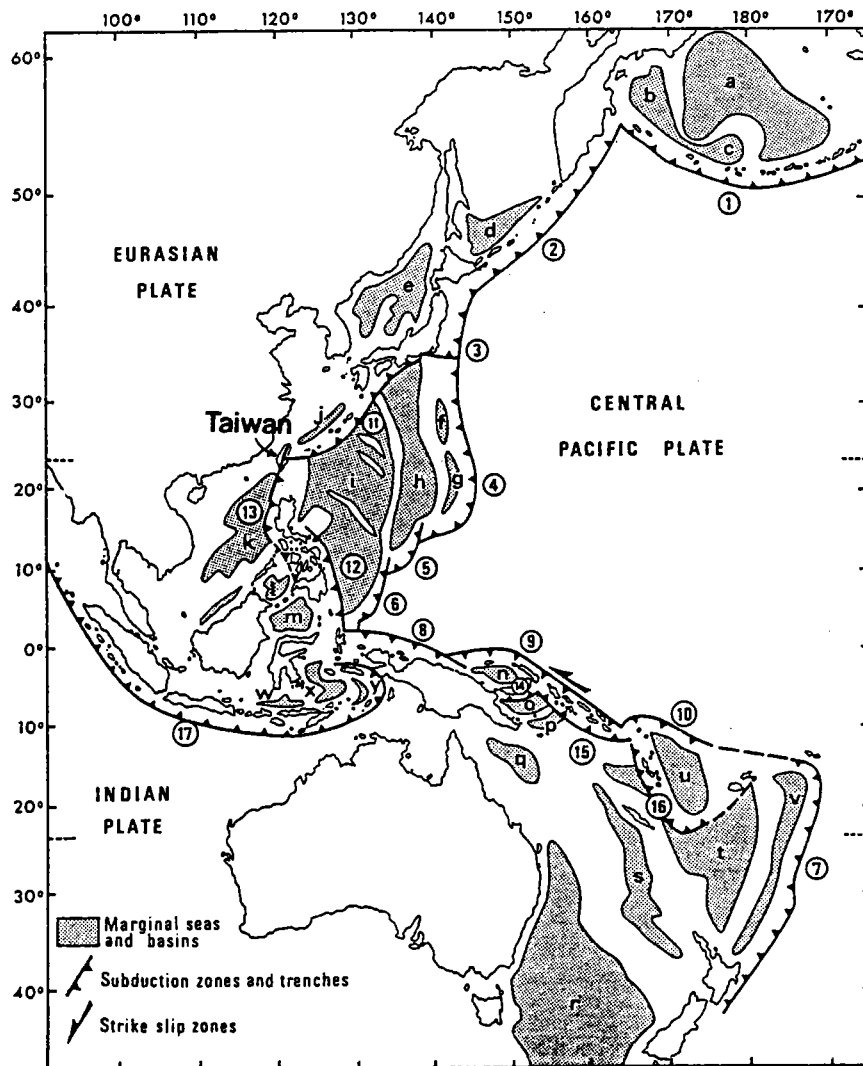 100° 110° 120° 130° 140° 150° 160° 170° 180° 170°
60°
50°
40°
30°
20°
10°
0°
10°
20°
30°
40°
a
b
c
1
d
2
EURASIAN
PLATE
e
3
j
Taiwan
11
f
CENTRAL
PACIFIC PLATE
i
h
g
4
13
k
12
5
l
6
m
8
9
n
14
o
p
10
w
x
y
17
15
q
u
16
v
INDIAN
PLATE
t
s
7
r
Marginal seas
and basins
Subduction zones and trenches
Strike slip zones